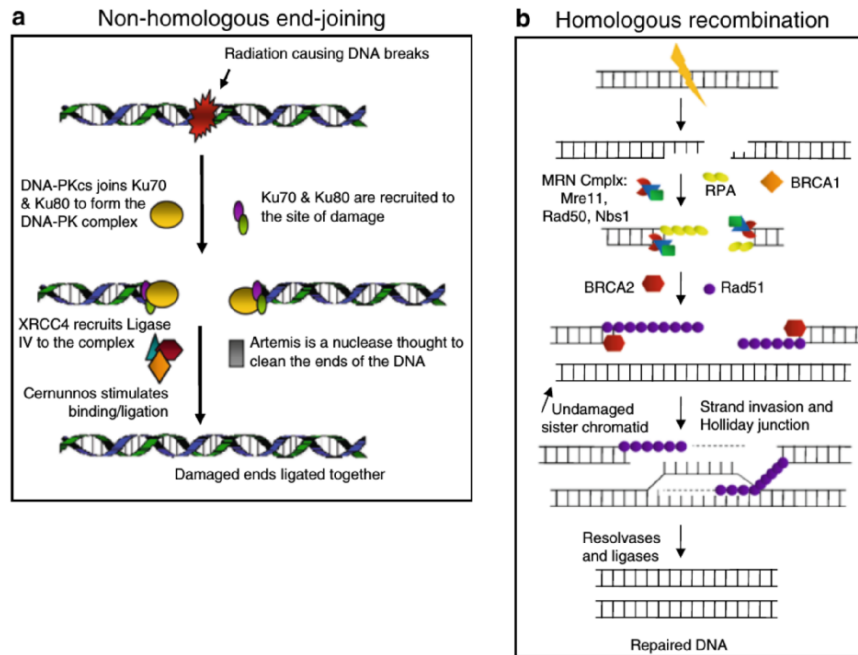 a
Non-homologous end-joining
Radiation causing DNA breaks
DNA-PKcs joins Ku70
& Ku80 to form the
DNA-PK complex
Ku70 & Ku80 are recruited to
the site of damage
XRCC4 recruits Ligase
IV to the complex
Artemis is a nuclease thought to
clean the ends of the DNA
Cernunnos stimulates
binding/ligation
Damaged ends ligated together
b
Homologous recombination
MRN Cmplx:
Mre11,
Rad50, Nbs1
RPA
BRCA1
BRCA2
Rad51
Undamaged
sister chromatid
Strand invasion and
Holliday junction
Resolvases
and ligases
Repaired DNA